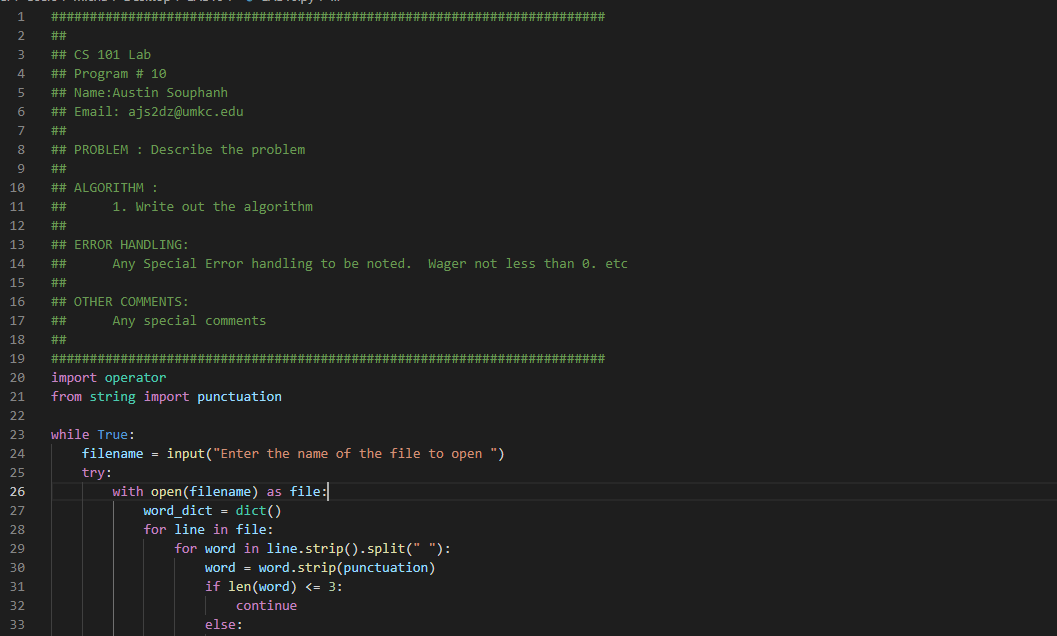 1 ########################################################################
2 ##
3 ## CS 101 Lab
4 ## Program # 10
5 ## Name:Austin Souphanh
6 ## Email: ajs2dz@umkc.edu
7 ##
8 ## PROBLEM : Describe the problem
9 ##
10 ## ALGORITHM :
11 ##      1. Write out the algorithm
12 ##
13 ## ERROR HANDLING:
14 ##      Any Special Error handling to be noted.  Wager not less than 0. etc
15 ##
16 ## OTHER COMMENTS:
17 ##      Any special comments
18 ##
19 ########################################################################
20 import operator
21 from string import punctuation
22
23 while True:
24     filename = input("Enter the name of the file to open ")
25     try:
26         with open(filename) as file:
27             word_dict = dict()
28             for line in file:
29                 for word in line.strip().split(" "):
30                     word = word.strip(punctuation)
31                     if len(word) <= 3:
32                         continue
33                     else: